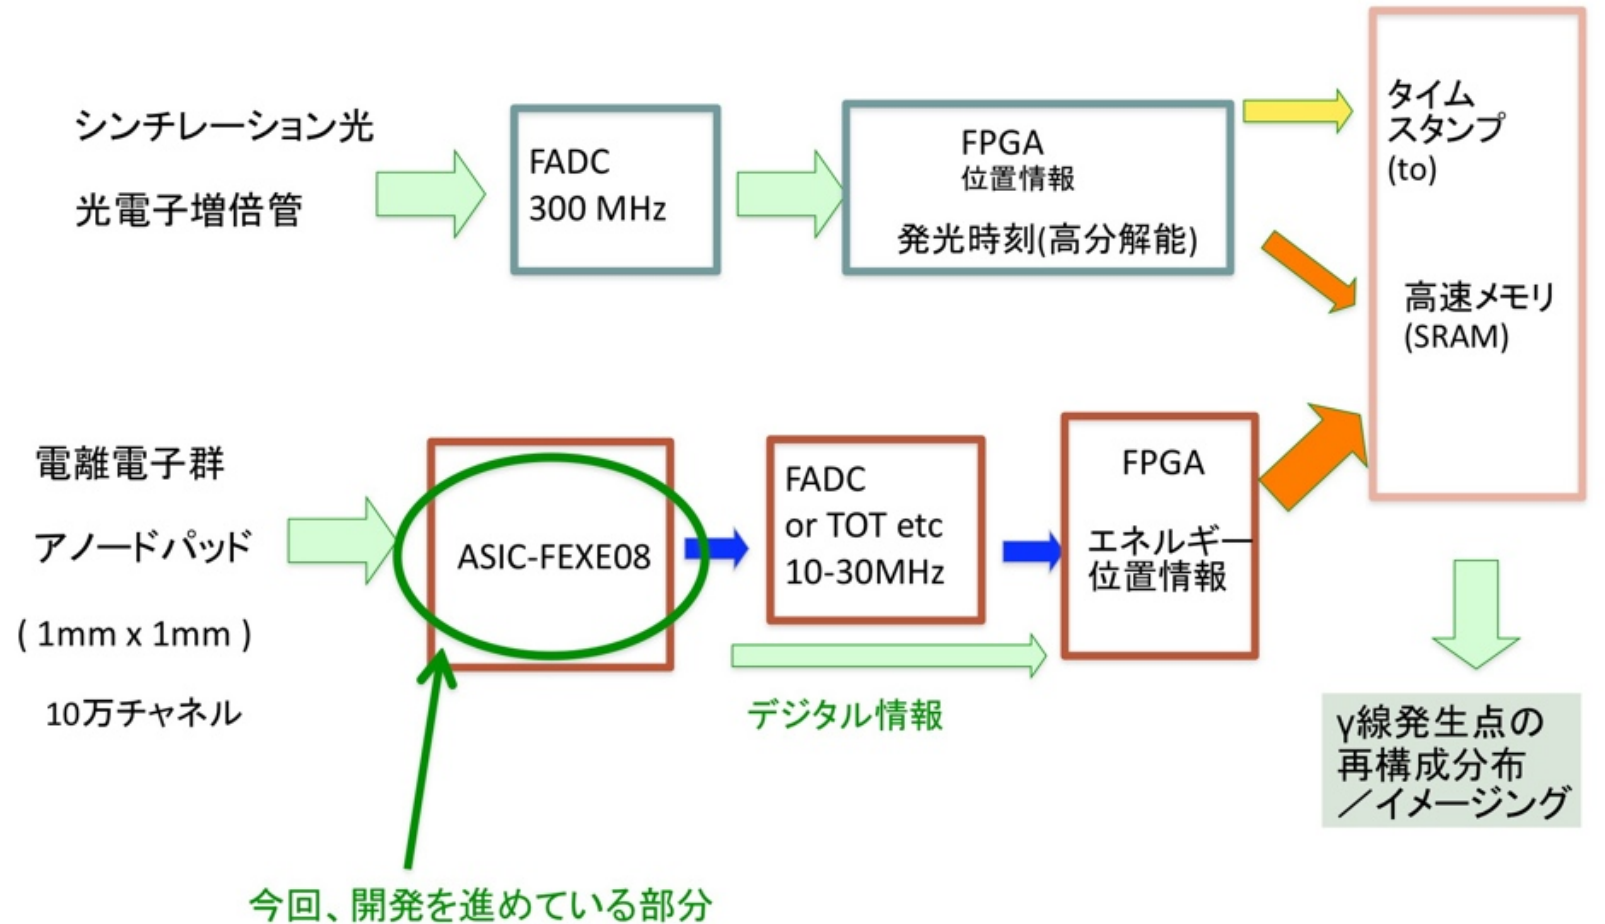 シンチレーション光
光電子増倍管
FADC
300 MHz
FPGA
位置情報
発光時刻(高分解能)
タイム
スタンプ
(to)
高速メモリ
(SRAM)
電離電子群
アノードパッド
( 1mm x 1mm )
10万チャネル
ASIC-FEXE08
FADC
or TOT etc
10-30MHz
FPGA
エネルギー
位置情報
デジタル情報
γ線発生点の
再構成分布
／イメージング
今回、開発を進めている部分